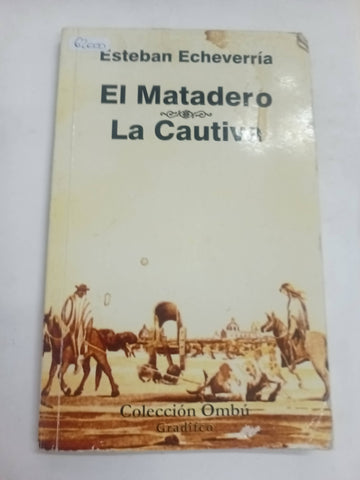 Esteban Echeverría
El Matadero
La Cautiva
Colección Ombú
Gradifco